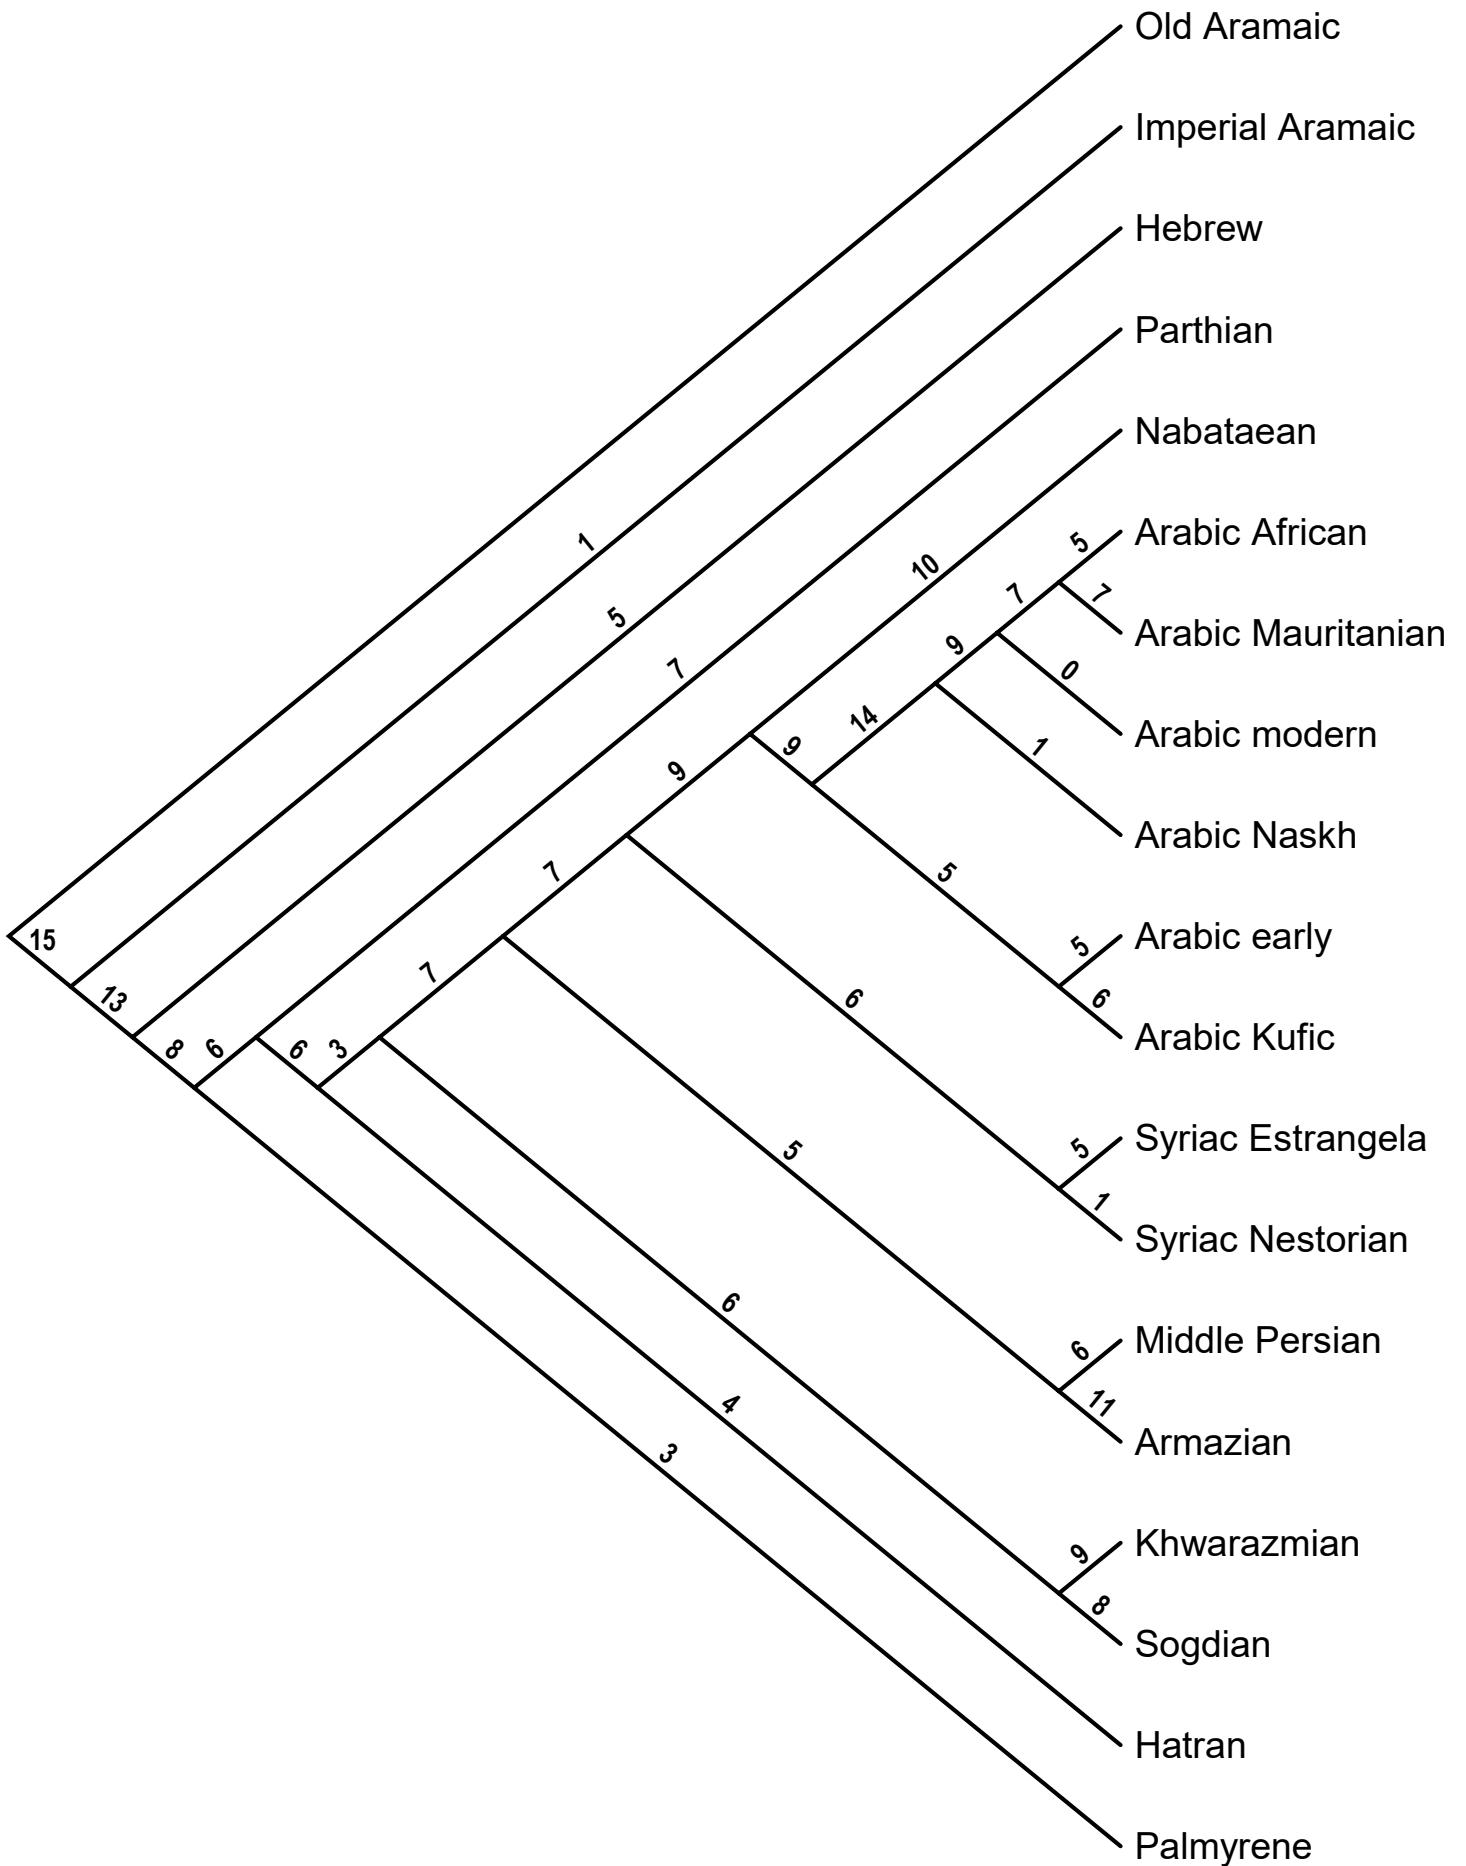 Old Aramaic
Imperial Aramaic
Hebrew
Parthian
Nabataean
Arabic African
5
7
Arabic Mauritanian
7
0
Arabic modern
9
1
Arabic Naskh
14
9
10
Arabic early
5
5
6
Arabic Kufic
9
7
6
Syriac Estrangela
5
1
Syriac Nestorian
7
5
Middle Persian
6
11
Armazian
7
6
Khwarazmian
9
8
Sogdian
3
4
Hatran
6
7
6
3
Palmyrene
8
5
13
1
15